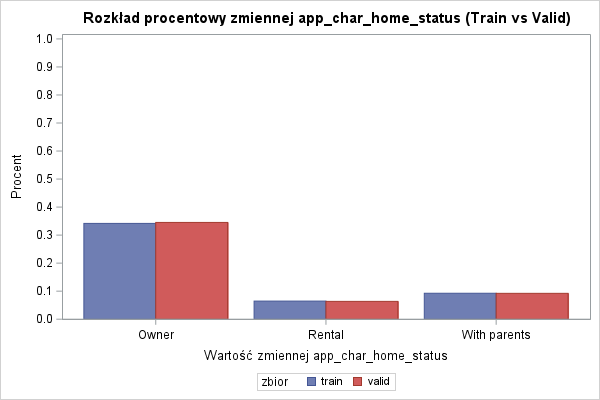 Rozkład procentowy zmiennej app_char_home_status (Train vs Valid)
1.0
0.9
0.8
0.7
0.6
0.5
0.4
0.3
0.2
0.1
0.0
Procent
Owner Rental With parents
Wartość zmiennej app_char_home_status
zbior train valid